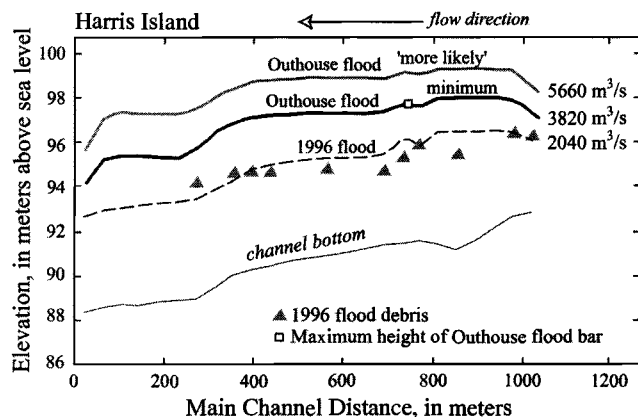 Harris Island
flow direction
Elevation, in meters above sea level
100
98
96
94
92
90
88
86
Outhouse flood 'more likely'
5660 m³/s
Outhouse flood minimum
3820 m³/s
1996 flood
2040 m³/s
channel bottom
1996 flood debris
Maximum height of Outhouse flood bar
0 200 400 600 800 1000 1200
Main Channel Distance, in meters